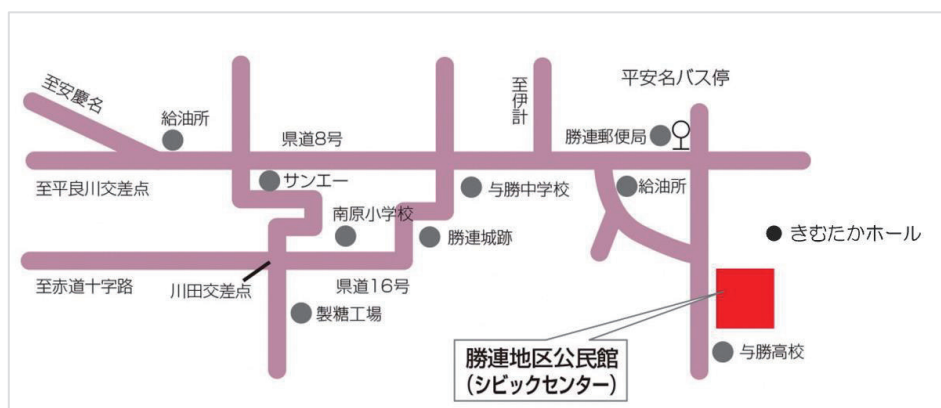 至安慶名
給油所
県道8号
至伊計
平安名バス停
勝連郵便局
至平良川交差点
サンエー
与勝中学校
給油所
南原小学校
勝連城跡
きむたかホール
至赤道十字路
川田交差点
県道16号
製糖工場
勝連地区公民館
(シビックセンター)
与勝高校